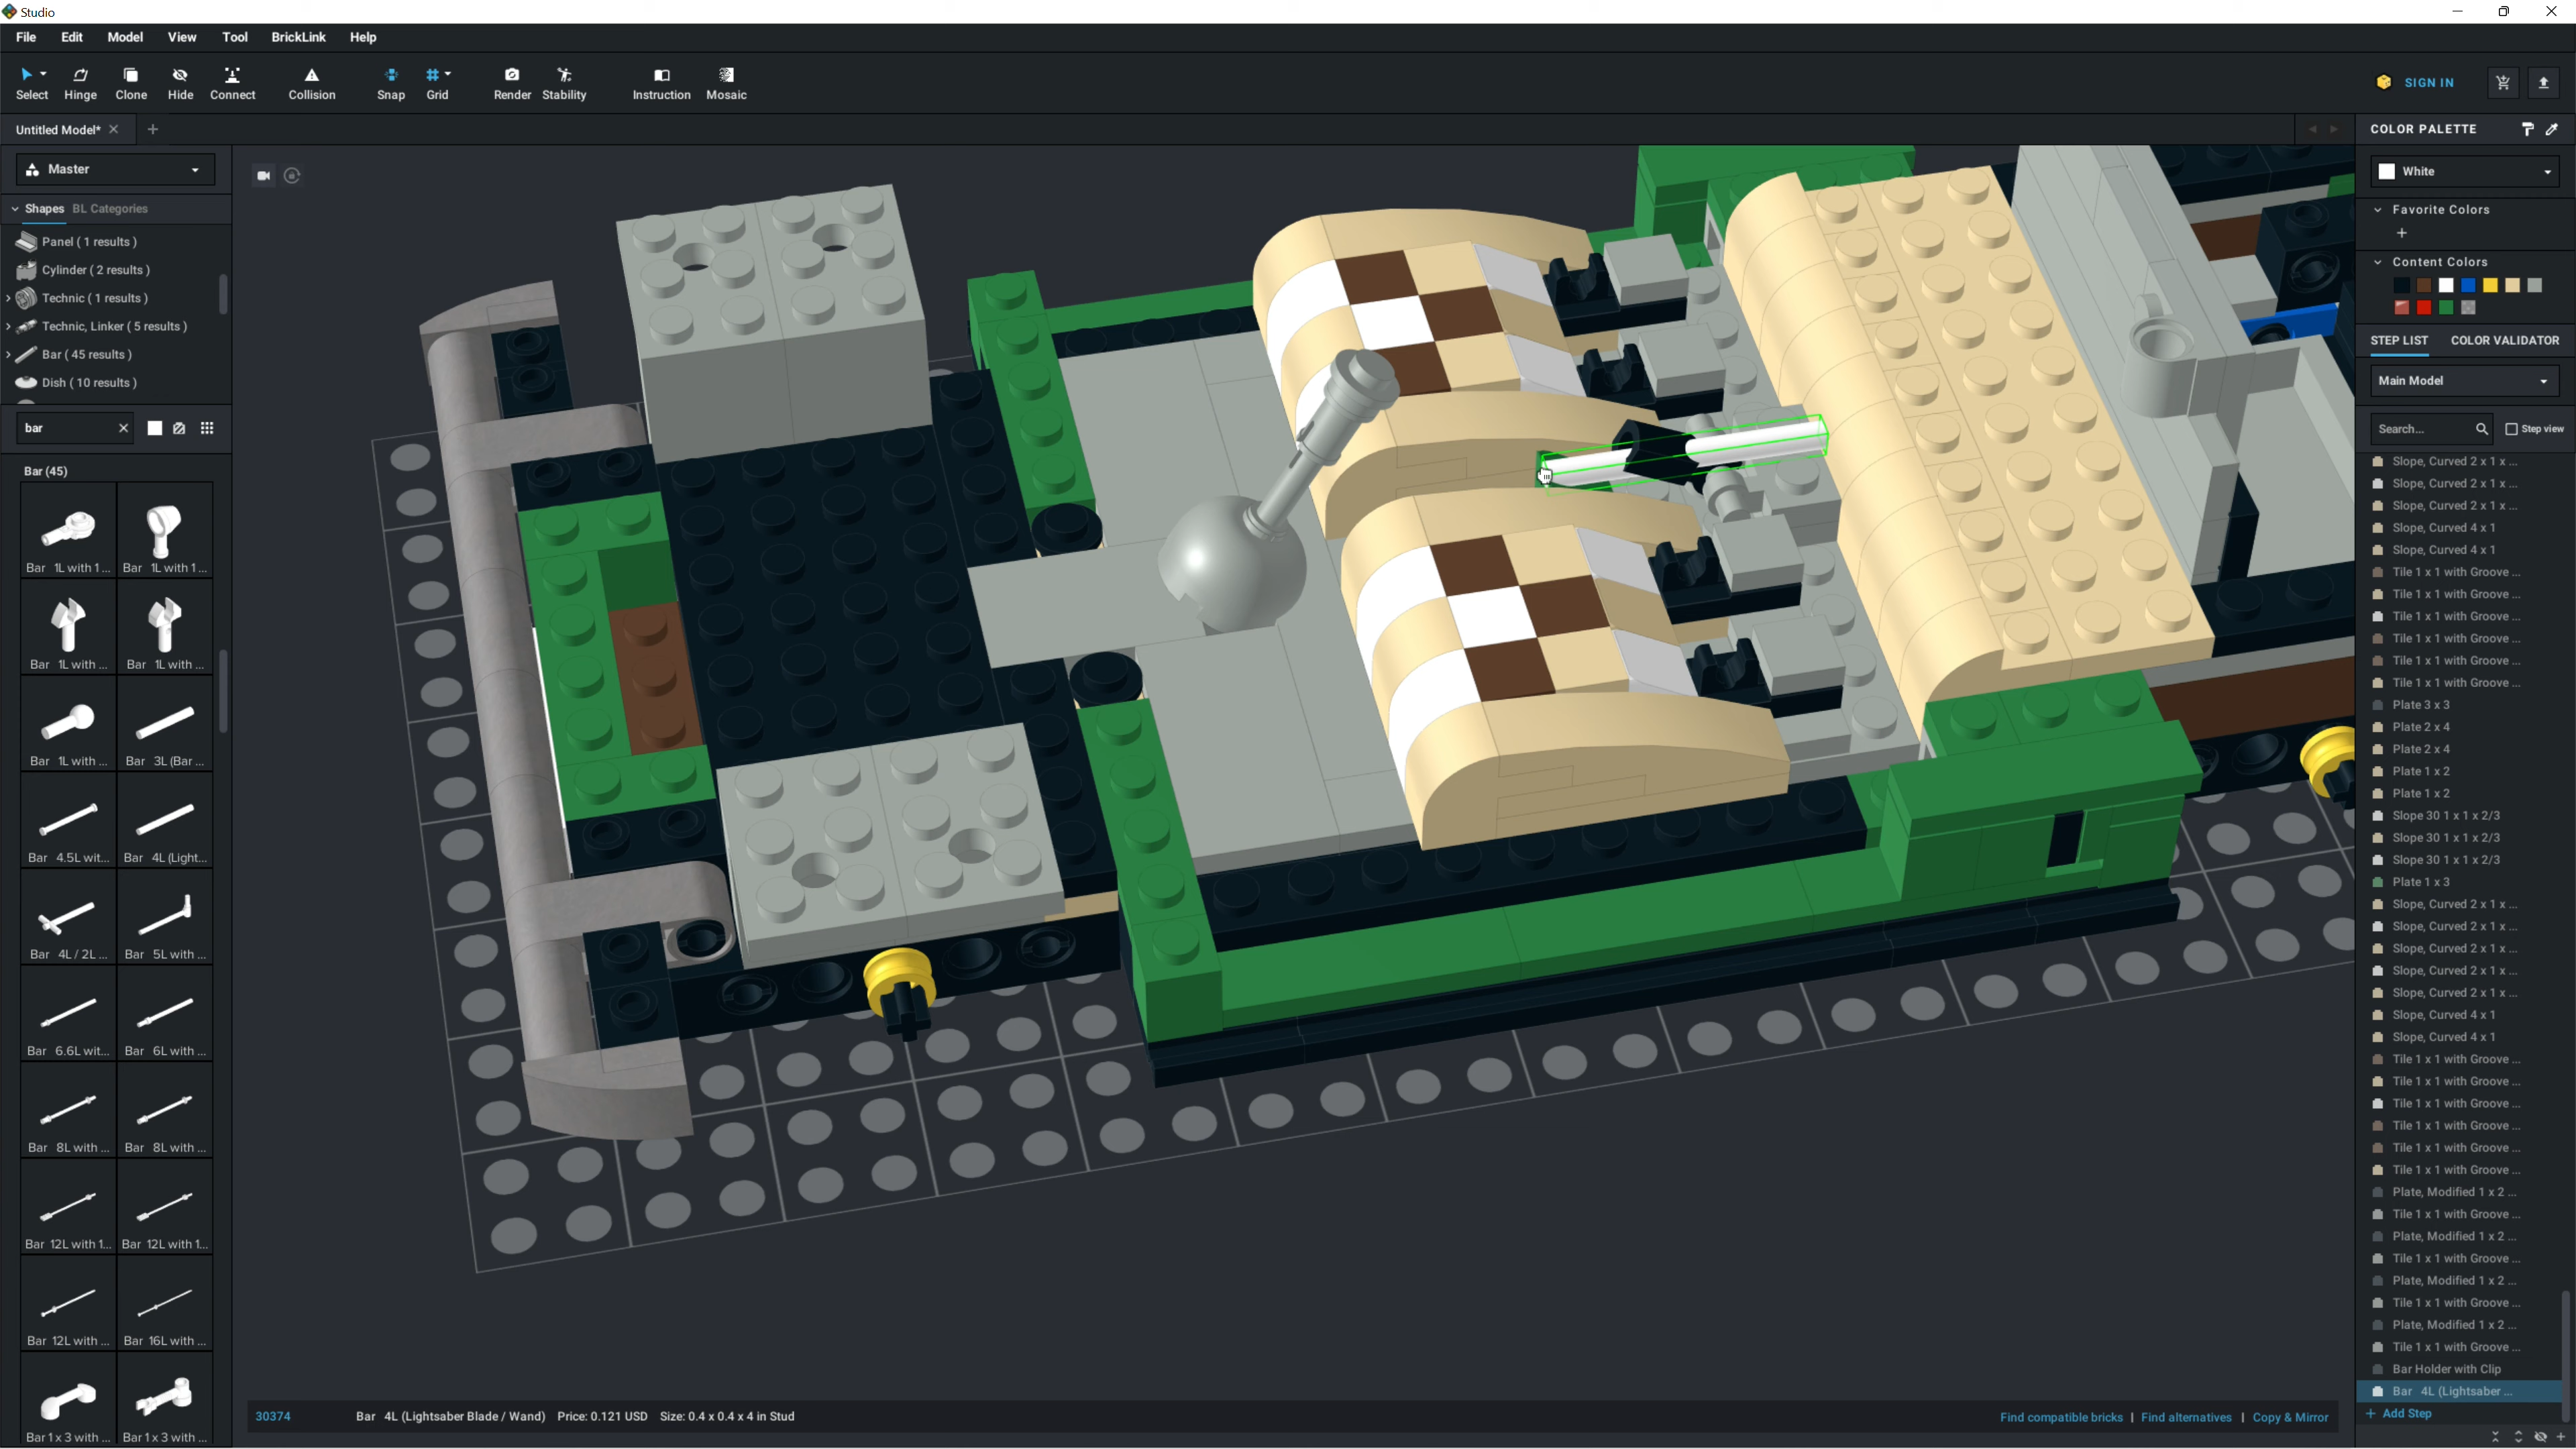 Studio
File Edit Model View Tool BrickLink Help
Select Hinge Clone Hide Connect Collision Snap Grid Render Stability Instruction Mosaic
SIGN IN
Untitled Model*
COLOR PALETTE
Master
White
Shapes BL Categories
Favorite Colors
Panel ( 1 results )
Cylinder ( 2 results )
Technic ( 1 results )
Technic, Linker ( 5 results )
Bar ( 45 results )
Dish ( 10 results )
Content Colors
STEP LIST COLOR VALIDATOR
Main Model
bar
Search... Step view
Bar (45)
Bar 1L with 1 ... Bar 1L with 1 ...
Bar 1L with ... Bar 1L with ...
Bar 1L with ... Bar 3L (Bar ...
Bar 4.5L wit... Bar 4L (Light...
Bar 4L / 2L ... Bar 5L with ...
Bar 6.6L wit... Bar 6L with ...
Bar 8L with ... Bar 8L with ...
Bar 12L with 1... Bar 12L with 1...
Bar 12L with ... Bar 16L with ...
Bar 1 x 3 with ... Bar 1 x 3 with ...
Slope, Curved 2 x 1 x ...
Slope, Curved 2 x 1 x ...
Slope, Curved 2 x 1 x ...
Slope, Curved 4 x 1
Slope, Curved 4 x 1
Tile 1 x 1 with Groove ...
Tile 1 x 1 with Groove ...
Tile 1 x 1 with Groove ...
Tile 1 x 1 with Groove ...
Tile 1 x 1 with Groove ...
Tile 1 x 1 with Groove ...
Plate 3 x 3
Plate 2 x 4
Plate 2 x 4
Plate 1 x 2
Plate 1 x 2
Slope 30 1 x 1 x 2/3
Slope 30 1 x 1 x 2/3
Slope 30 1 x 1 x 2/3
Plate 1 x 3
Slope, Curved 2 x 1 x ...
Slope, Curved 2 x 1 x ...
Slope, Curved 2 x 1 x ...
Slope, Curved 2 x 1 x ...
Slope, Curved 2 x 1 x ...
Slope, Curved 4 x 1
Slope, Curved 4 x 1
Tile 1 x 1 with Groove ...
Tile 1 x 1 with Groove ...
Tile 1 x 1 with Groove ...
Tile 1 x 1 with Groove ...
Tile 1 x 1 with Groove ...
Tile 1 x 1 with Groove ...
Plate, Modified 1 x 2 ...
Tile 1 x 1 with Groove ...
Plate, Modified 1 x 2 ...
Tile 1 x 1 with Groove ...
Plate, Modified 1 x 2 ...
Tile 1 x 1 with Groove ...
Plate, Modified 1 x 2 ...
Tile 1 x 1 with Groove ...
Bar Holder with Clip
Bar 4L (Lightsaber ...
+ Add Step
30374 Bar 4L (Lightsaber Blade / Wand) Price: 0.121 USD Size: 0.4 x 0.4 x 4 in Stud
Find compatible bricks | Find alternatives | Copy & Mirror